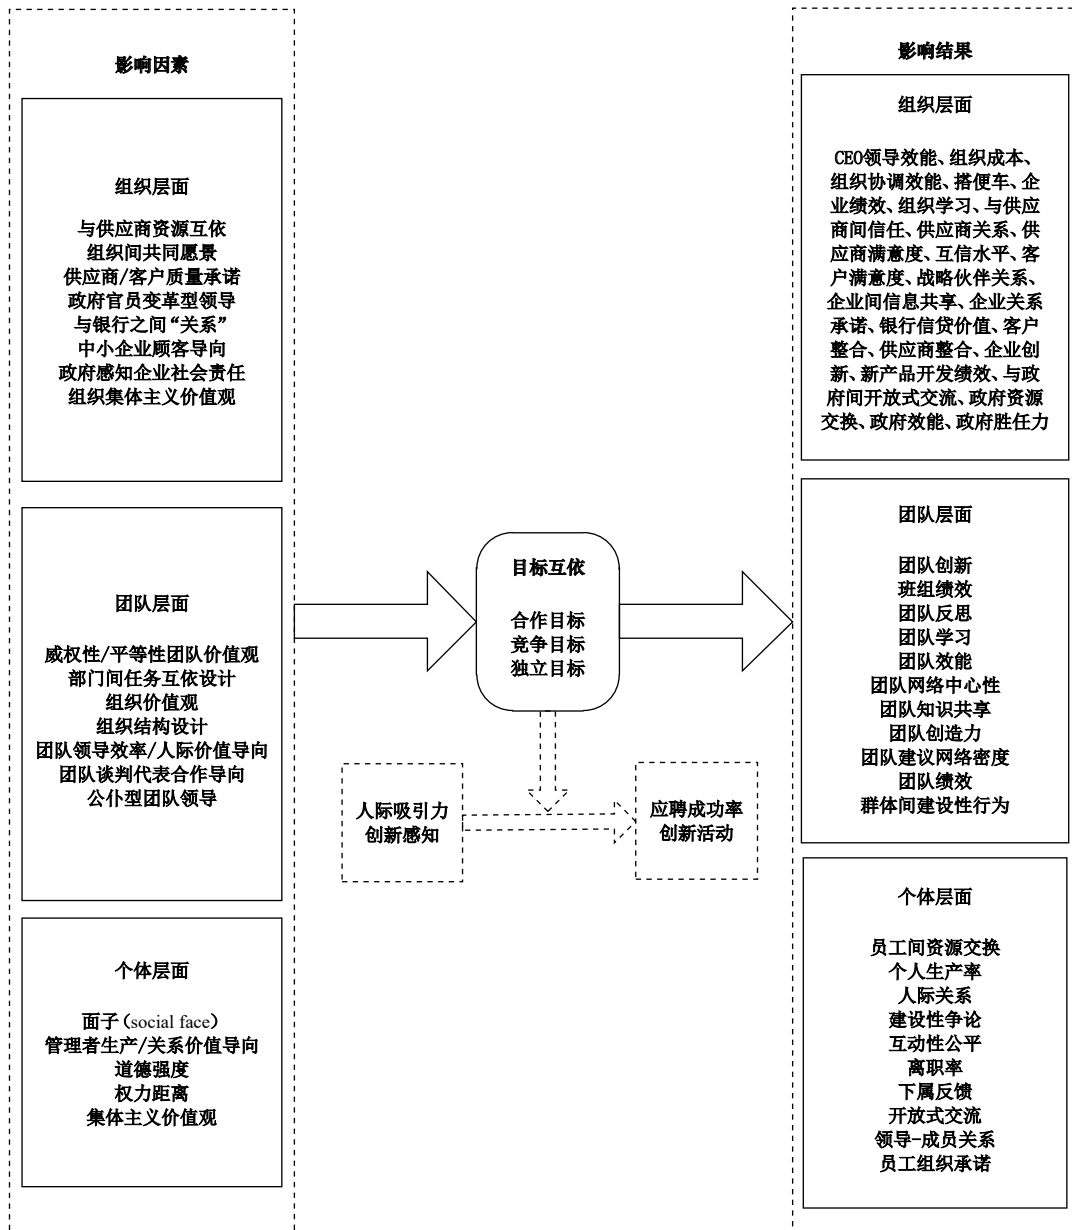 影响因素
组织层面
与供应商资源互依
组织间共同愿景
供应商/客户质量承诺
政府官员变革型领导
与银行之间“关系”
中小企业顾客导向
政府感知企业社会责任
组织集体主义价值观
团队层面
威权性/平等性团队价值观
部门间任务互依设计
组织价值观
组织结构设计
团队领导效率/人际价值导向
团队谈判代表合作导向
公仆型团队领导
个体层面
面子（social face）
管理者生产/关系价值导向
道德强度
权力距离
集体主义价值观
目标互依
合作目标
竞争目标
独立目标
人际吸引力
创新感知
应聘成功率
创新活动
影响结果
组织层面
CEO领导效能、组织成本、
组织协调效能、搭便车、企
业绩效、组织学习、与供应
商间信任、供应商关系、供
应商满意度、互信水平、客
户满意度、战略伙伴关系、
企业间信息共享、企业关系
承诺、银行信贷价值、客户
整合、供应商整合、企业创
新、新产品开发绩效、与政
府间开放式交流、政府资源
交换、政府效能、政府胜任力
团队层面
团队创新
班组绩效
团队反思
团队学习
团队效能
团队网络中心性
团队知识共享
团队创造力
团队建议网络密度
团队绩效
群体间建设性行为
个体层面
员工间资源交换
个人生产率
人际关系
建设性争论
互动性公平
离职率
下属反馈
开放式交流
领导-成员关系
员工组织承诺